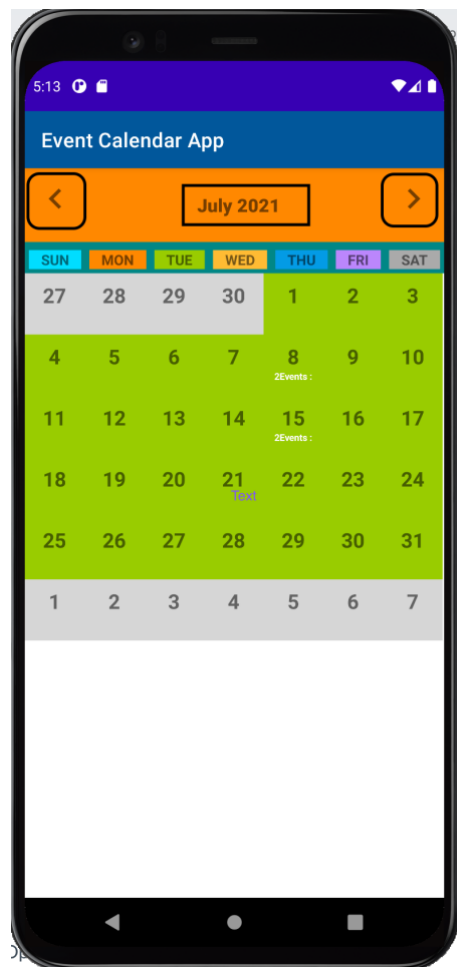 5:13
Event Calendar App
July 2021
SUN MON TUE WED THU FRI SAT
27 28 29 30 1 2 3
4 5 6 7 8 9 10
2Events :
11 12 13 14 15 16 17
2Events :
18 19 20 21 22 23 24
Text
25 26 27 28 29 30 31
1 2 3 4 5 6 7